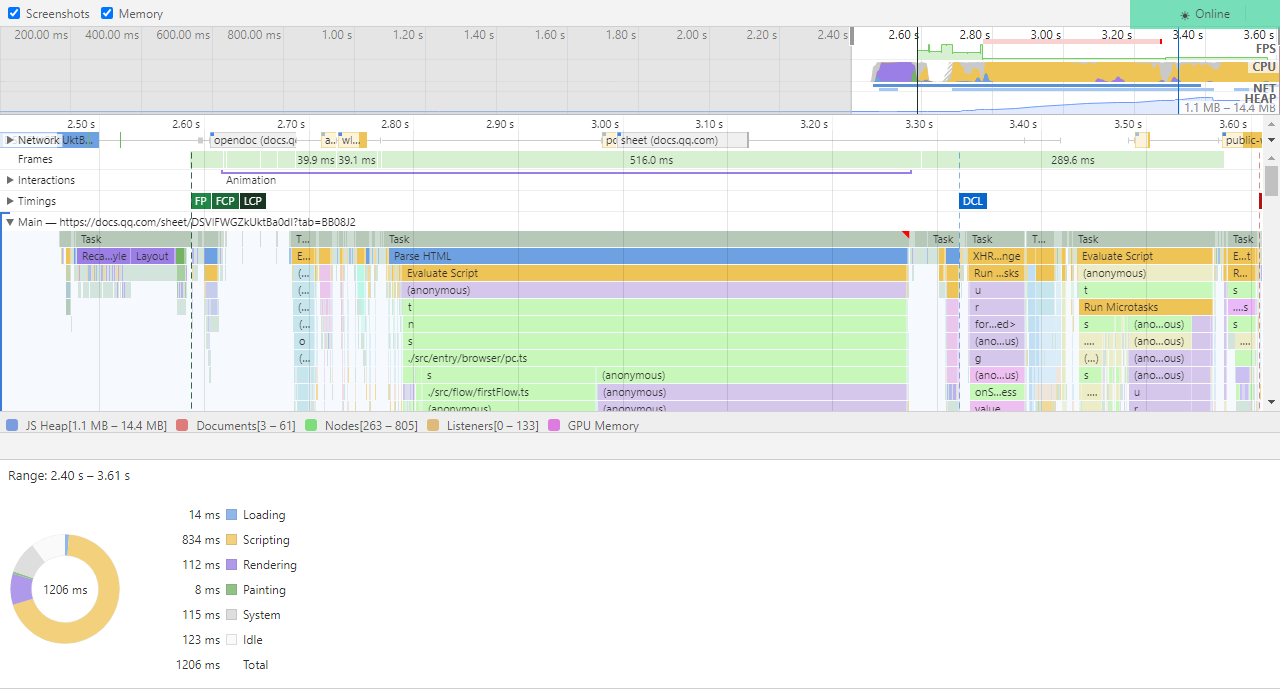 Screenshots Memory Online
200.00 ms 400.00 ms 600.00 ms 800.00 ms 1.00 s 1.20 s 1.40 s 1.60 s 1.80 s 2.00 s 2.20 s 2.40 s 2.60 s 2.80 s 3.00 s 3.20 s 3.40 s 3.60 s
FPS
CPU
NET
HEAP
1.1 MB – 14.4 MB
2.50 s 2.60 s 2.70 s 2.80 s 2.90 s 3.00 s 3.10 s 3.20 s 3.30 s 3.40 s 3.50 s 3.60 s
Network UktB... opendoc (docs.qc a... wl... pc sheet (docs.qq.com) public-
Frames 39.9 ms 39.1 ms 516.0 ms 289.6 ms
Interactions Animation
Timings FP FCP LCP DCL
Main — https://docs.qq.com/sheet/DSVlFWGZkUktBa0dI?tab=BB08J2
Task T... Task Task Task T... Task Task
Reca...yle Layout E... Parse HTML XHR...nge Evaluate Script E...t
(... Evaluate Script Run ...sks (anonymous) R...
(... (anonymous) u t s
(... t r Run Microtasks ....s
(... n for...ed> s (ano...ous) s
o s (ano...us) .... (ano...ous) ....
(... ./src/entry/browser/pc.ts g (...) (ano...ous)
s (anonymous) (ano...us) s (ano...ous)
./src/flow/firstFlow.ts (anonymous) onS...ess .... u
(anonymous) (anonymous) value r
JS Heap[1.1 MB – 14.4 MB] Documents[3 – 61] Nodes[263 – 805] Listeners[0 – 133] GPU Memory
Range: 2.40 s – 3.61 s
14 ms Loading
834 ms Scripting
112 ms Rendering
1206 ms
8 ms Painting
115 ms System
123 ms Idle
1206 ms Total